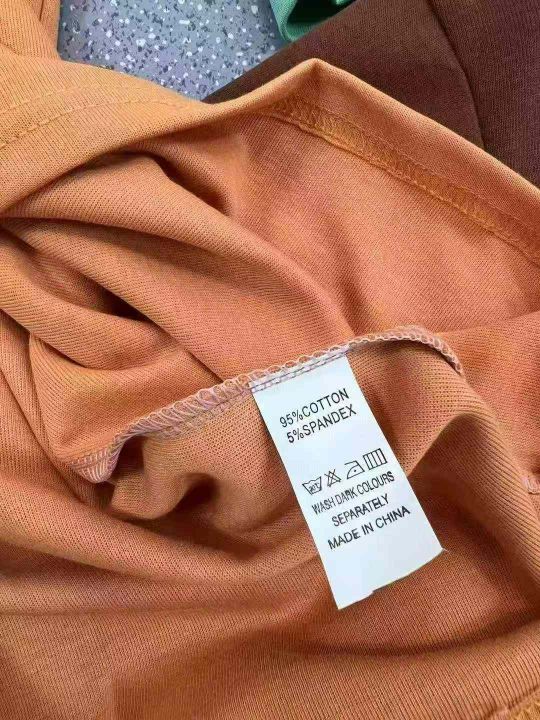 95%COTTON
5%SPANDEX
WASH DARK COLOURS
SEPARATELY
MADE IN CHINA